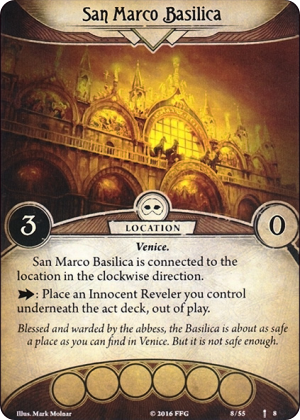 San Marco Basilica
3
LOCATION
0
Venice.
San Marco Basilica is connected to the
location in the clockwise direction.
: Place an Innocent Reveler you control
underneath the act deck, out of play.
Blessed and warded by the abbess, the Basilica is about as safe
a place as you can find in Venice. But it is not safe enough.
Illus. Mark Molnar
© 2016 FFG
8/55
8